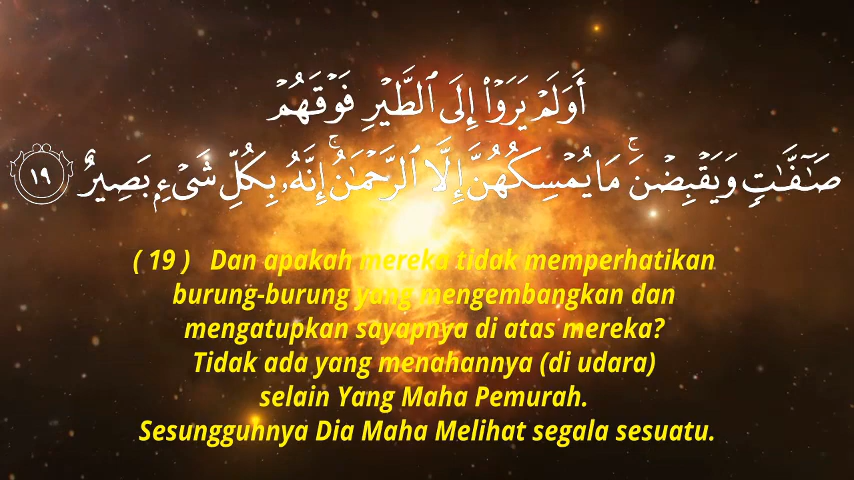 أَوَلَمْ يَرَوْا۟ إِلَى ٱلطَّيْرِ فَوْقَهُمْ
صَـٰٓفَّـٰتٍ وَيَقْبِضْنَ ۚ مَا يُمْسِكُهُنَّ إِلَّا ٱلرَّحْمَـٰنُ ۚ إِنَّهُۥ بِكُلِّ شَىْءٍۭ بَصِيرٌ ١٩
( 19 ) Dan apakah mereka tidak memperhatikan
burung-burung yang mengembangkan dan
mengatupkan sayapnya di atas mereka?
Tidak ada yang menahannya (di udara)
selain Yang Maha Pemurah.
Sesungguhnya Dia Maha Melihat segala sesuatu.